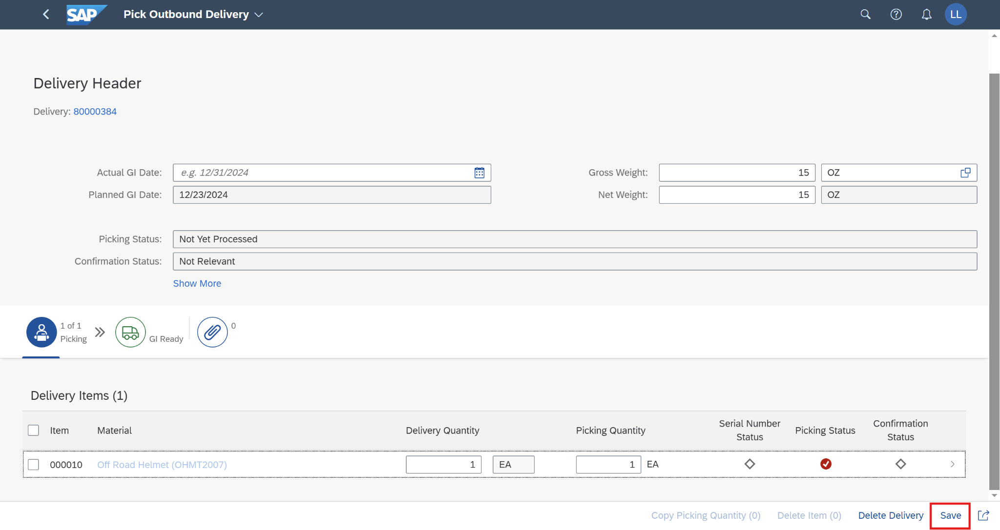 SAP Pick Outbound Delivery LL
Delivery Header
Delivery: 80000384
Actual GI Date: e.g. 12/31/2024 Gross Weight: 15 OZ
Planned GI Date: 12/23/2024 Net Weight: 15 OZ
Picking Status: Not Yet Processed
Confirmation Status: Not Relevant
Show More
1 of 1 0
Picking GI Ready
Delivery Items (1)
Item Material Delivery Quantity Picking Quantity Serial Number Status Picking Status Confirmation Status
000010 Off Road Helmet (OHMT2007) 1 EA 1 EA
Copy Picking Quantity (0) Delete Item (0) Delete Delivery Save